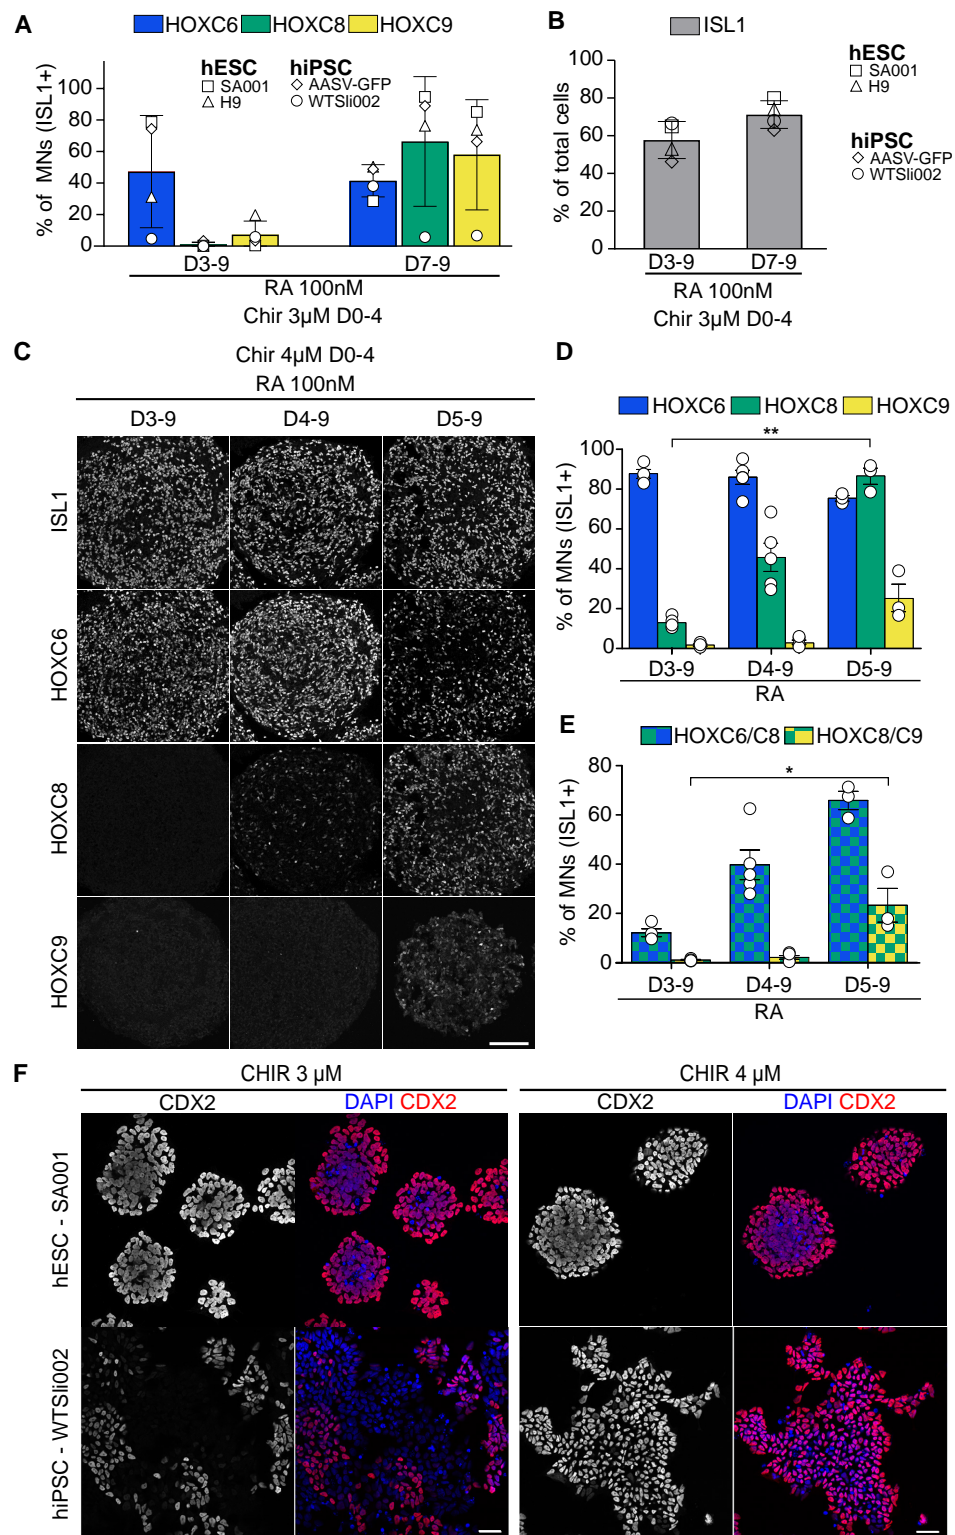 A
HOXC6 HOXC8 HOXC9
% of MNs (ISL1+)
100
80
60
40
20
0
hESC
SA001
H9
hiPSC
AASV-GFP
WTSli002
D3-9 D7-9
RA 100nM
Chir 3µM D0-4
B
ISL1
% of total cells
100
80
60
40
20
0
hESC
SA001
H9
hiPSC
AASV-GFP
WTSli002
D3-9 D7-9
RA 100nM
Chir 3µM D0-4
C
Chir 4µM D0-4
RA 100nM
D3-9 D4-9 D5-9
ISL1
HOXC6
HOXC8
HOXC9
D
HOXC6 HOXC8 HOXC9
**
% of MNs (ISL1+)
100
80
60
40
20
0
D3-9 D4-9 D5-9
RA
E
HOXC6/C8 HOXC8/C9
*
% of MNs (ISL1+)
80
60
40
20
0
D3-9 D4-9 D5-9
RA
F
CHIR 3 µM CHIR 4 µM
CDX2 DAPI CDX2 CDX2 DAPI CDX2
hESC - SA001
hiPSC - WTSli002